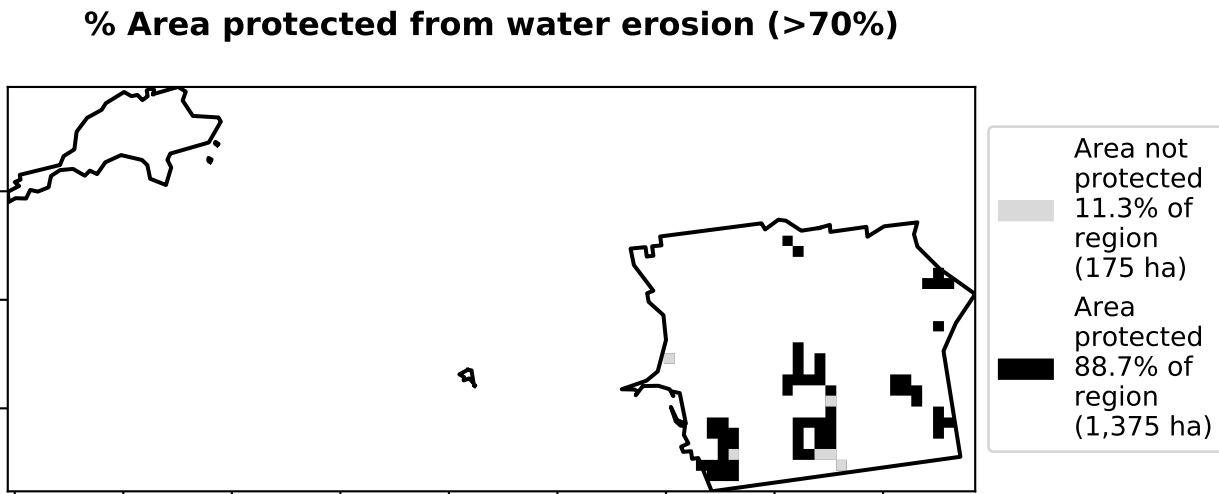 % Area protected from water erosion (>70%)
Area not
protected
11.3% of
region
(175 ha)
Area
protected
88.7% of
region
(1,375 ha)